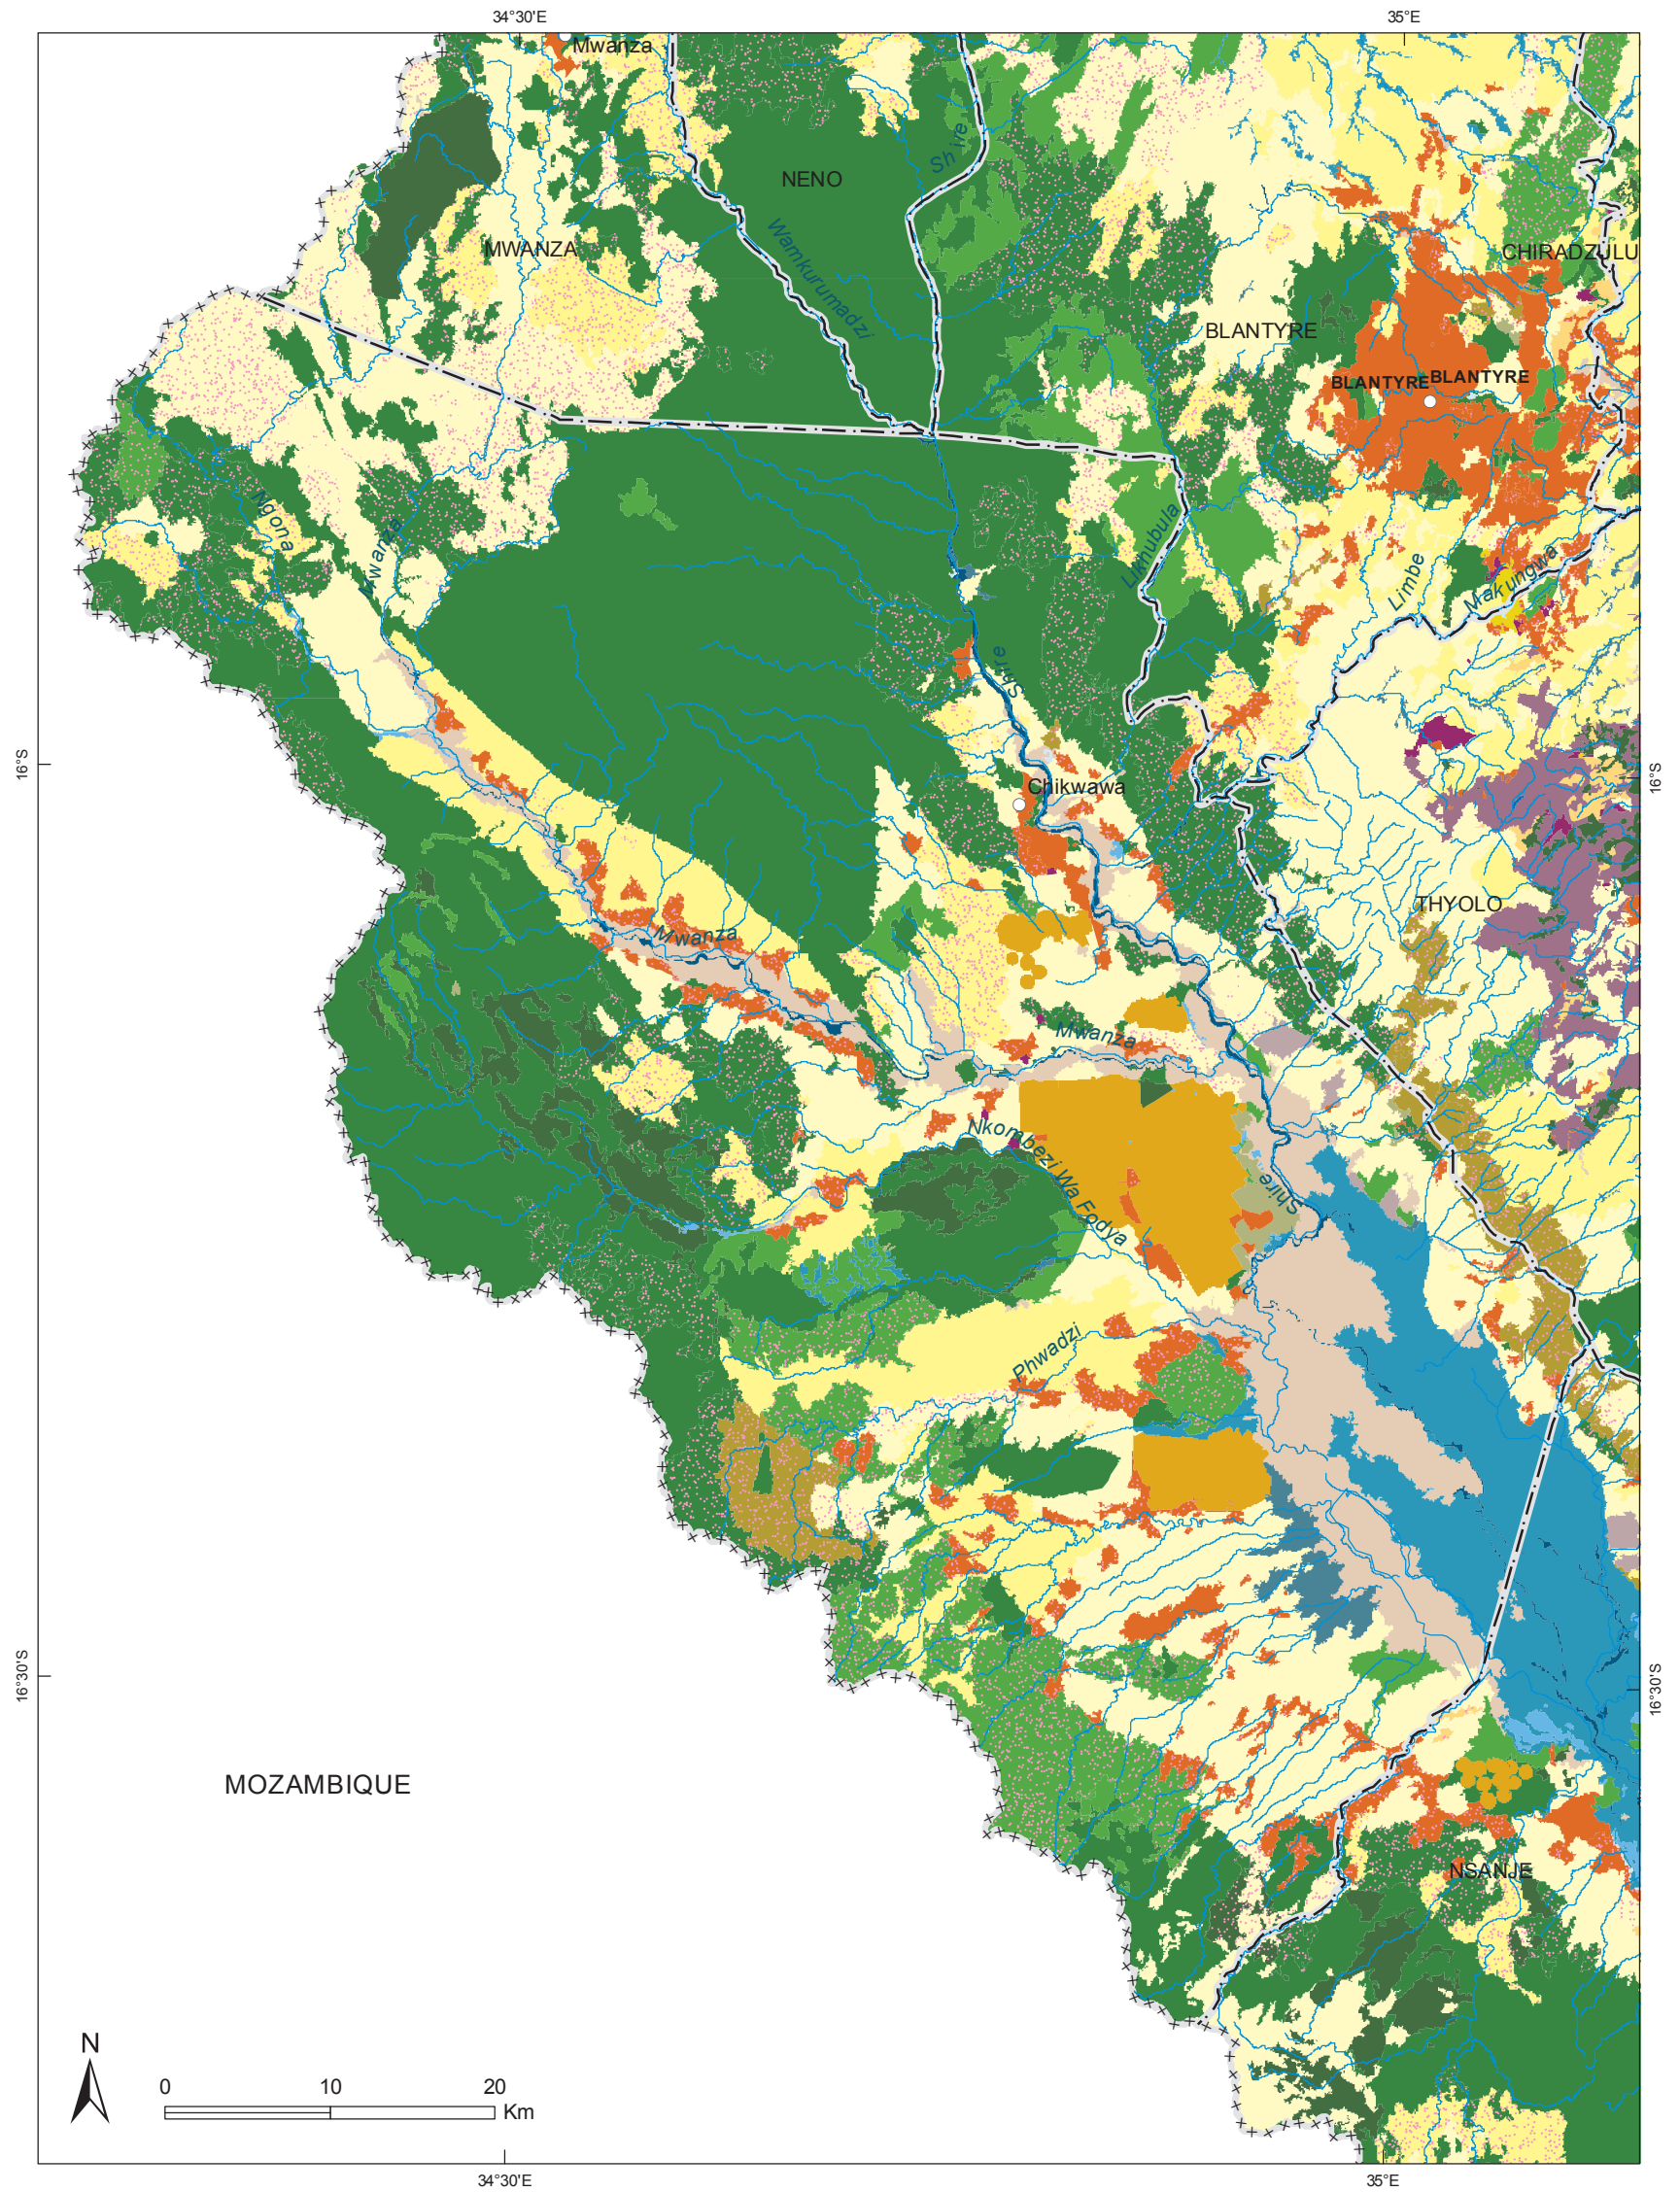 34°30'E
35°
Mwanza
Shire
NENO
Wamkurumadzi
MWANZA
CHIRADZULU
BLANTYRE
BLANTYRE
BLANTYRE
Ngona
Mwanza
Likhubula
Limbe
Makungwa
Shire
16°S
16°S
Chikwawa
THYOLO
Mwanza
Mwanza
Nkombezi Wa Fodya
Shire
Phwadzi
16°30'S
16°30'S
MOZAMBIQUE
NSANJE
N
0 10 20
Km
34°30'E
35°E